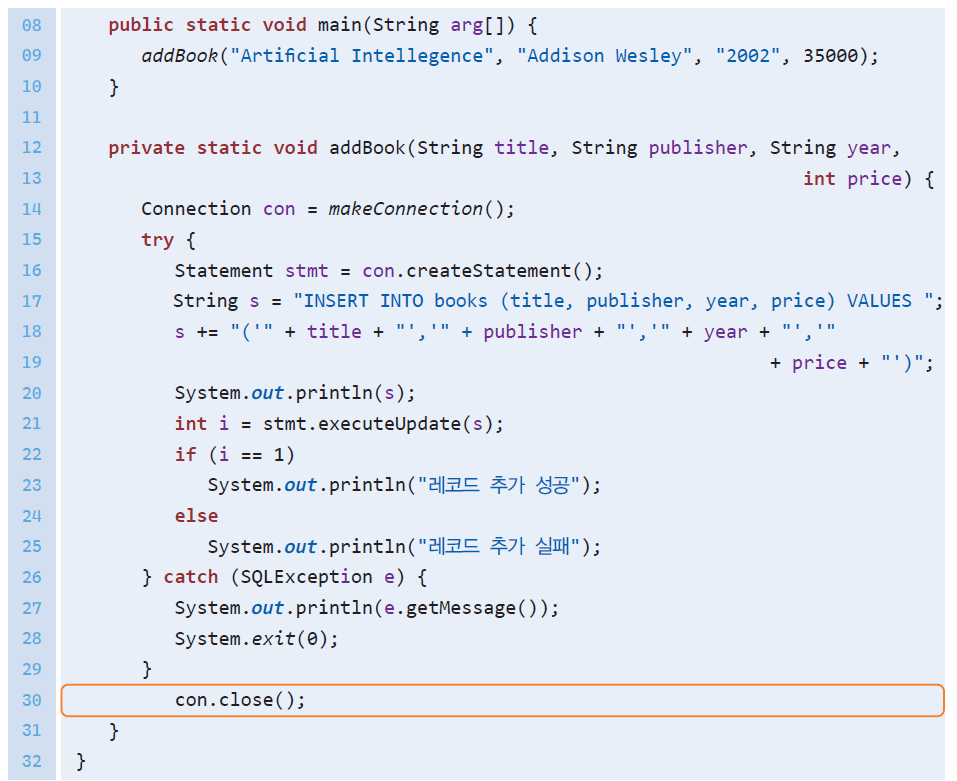 08 public static void main(String arg[]) {
09 addBook("Artificial Intellegence", "Addison Wesley", "2002", 35000);
10 }
11
12 private static void addBook(String title, String publisher, String year,
13 int price) {
14 Connection con = makeConnection();
15 try {
16 Statement stmt = con.createStatement();
17 String s = "INSERT INTO books (title, publisher, year, price) VALUES ";
18 s += "('" + title + "','" + publisher + "','" + year + "','"
19 + price + "')";
20 System.out.println(s);
21 int i = stmt.executeUpdate(s);
22 if (i == 1)
23 System.out.println("레코드 추가 성공");
24 else
25 System.out.println("레코드 추가 실패");
26 } catch (SQLException e) {
27 System.out.println(e.getMessage());
28 System.exit(0);
29 }
30 con.close();
31 }
32 }